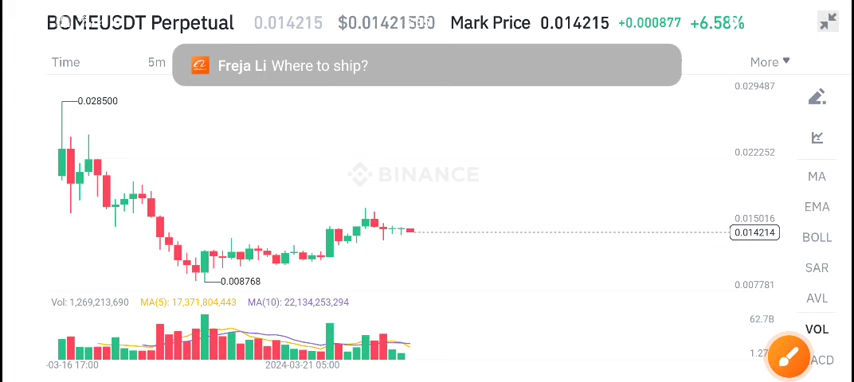 BOMEUSDT Perpetual 0.014215 $0.01421500 Mark Price 0.014215 +0.000877 +6.58%
Time 5m More
Freja Li Where to ship?
0.029487
0.028500
0.022252
BINANCE
0.015016
0.014214
0.008768
0.007781
Vol: 1,269,213,690 MA(5): 17,371,804,443 MA(10): 22,134,253,294
62.7B
1.27
-03-16 17:00 2024-03-21 05:00
MA
EMA
BOLL
SAR
AVL
VOL
ACD